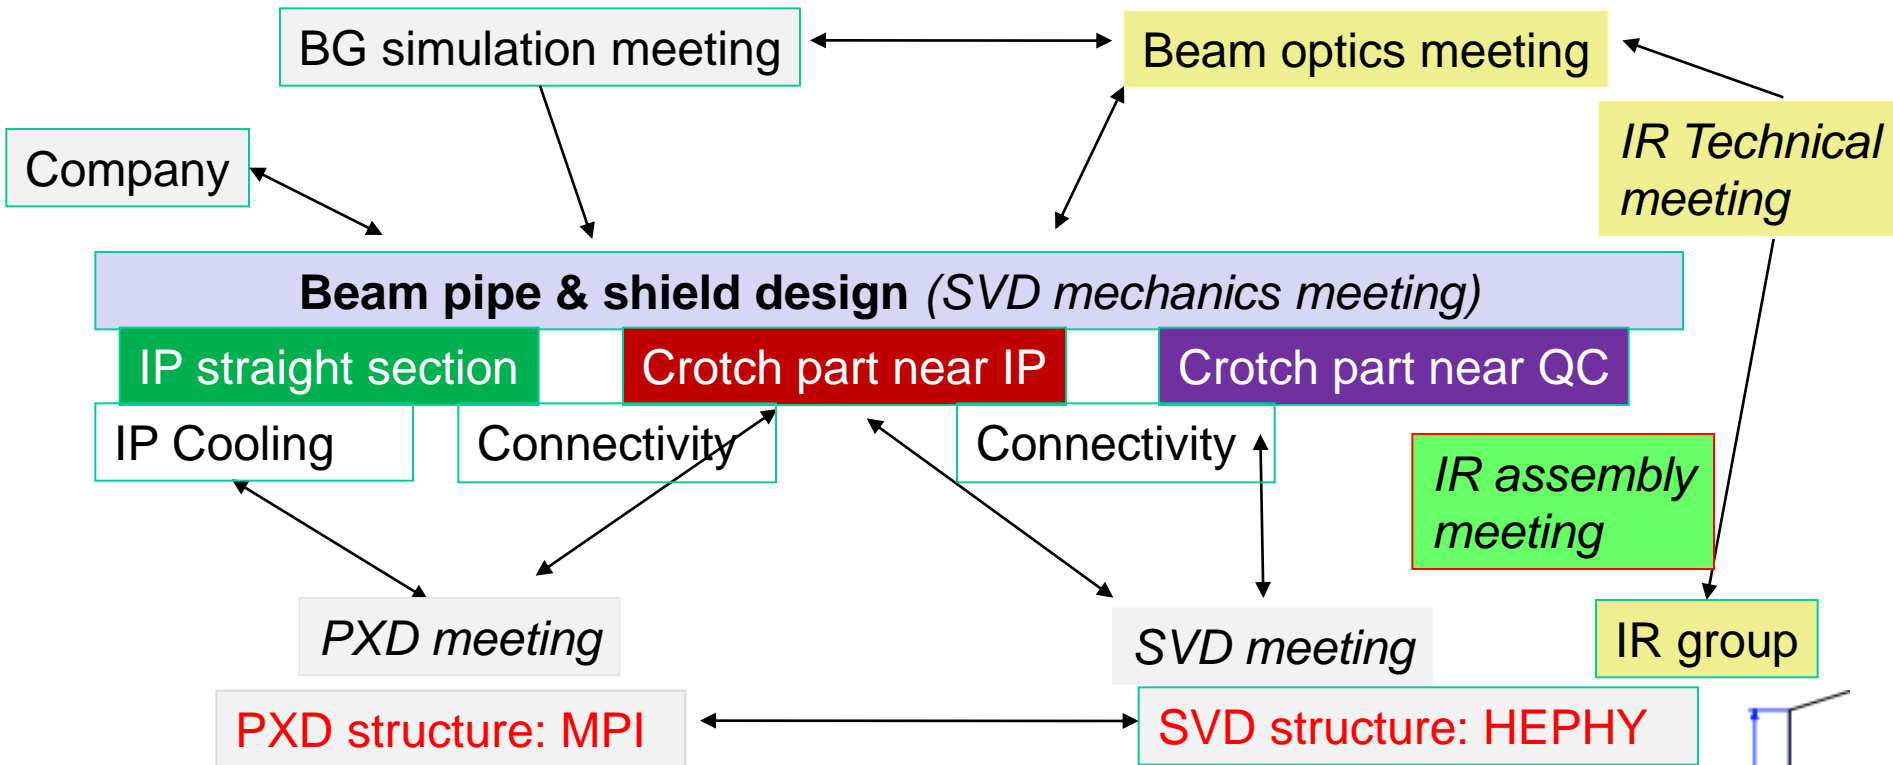 BG simulation meeting
Beam optics meeting
IR Technical
meeting
Company
Beam pipe & shield design (SVD mechanics meeting)
IP straight section
Crotch part near IP
Crotch part near QC
IP Cooling
Connectivity
Connectivity
IR assembly
meeting
PXD meeting
SVD meeting
IR group
PXD structure: MPI
SVD structure: HEPHY